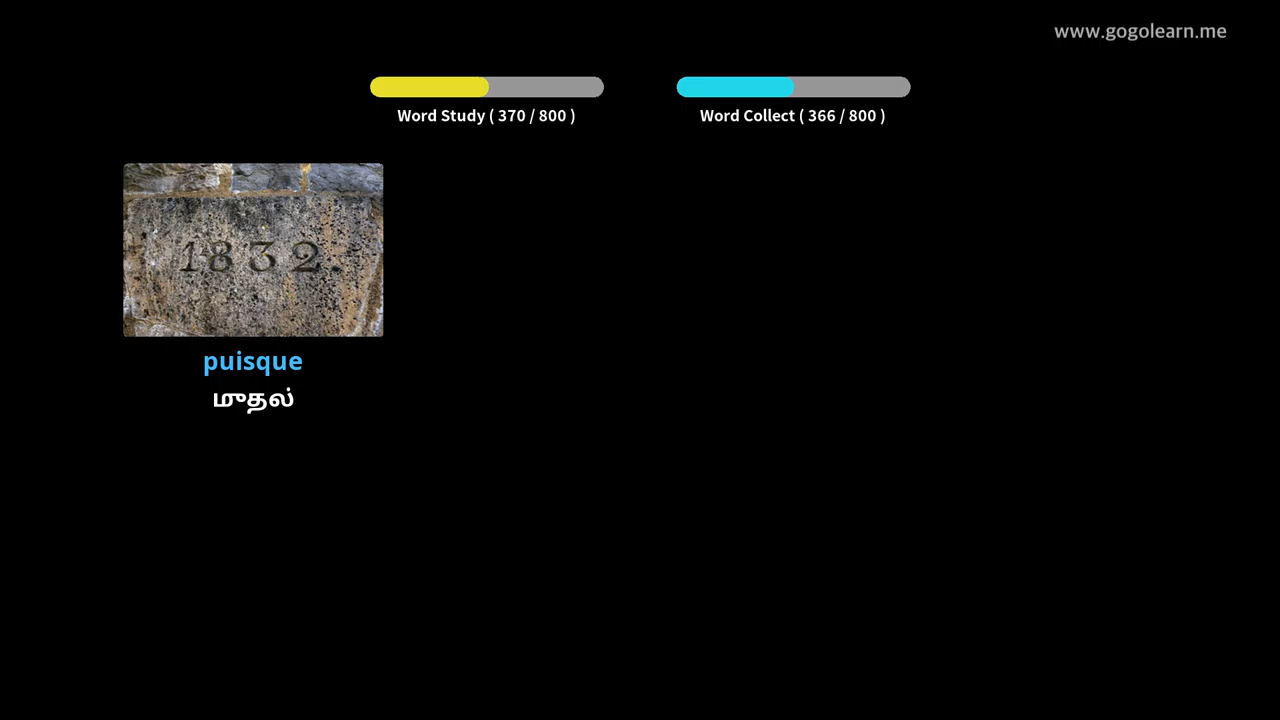 www.gogolearn.me
Word Study ( 370 / 800 )
Word Collect ( 366 / 800 )
1832.
puisque
முதல்